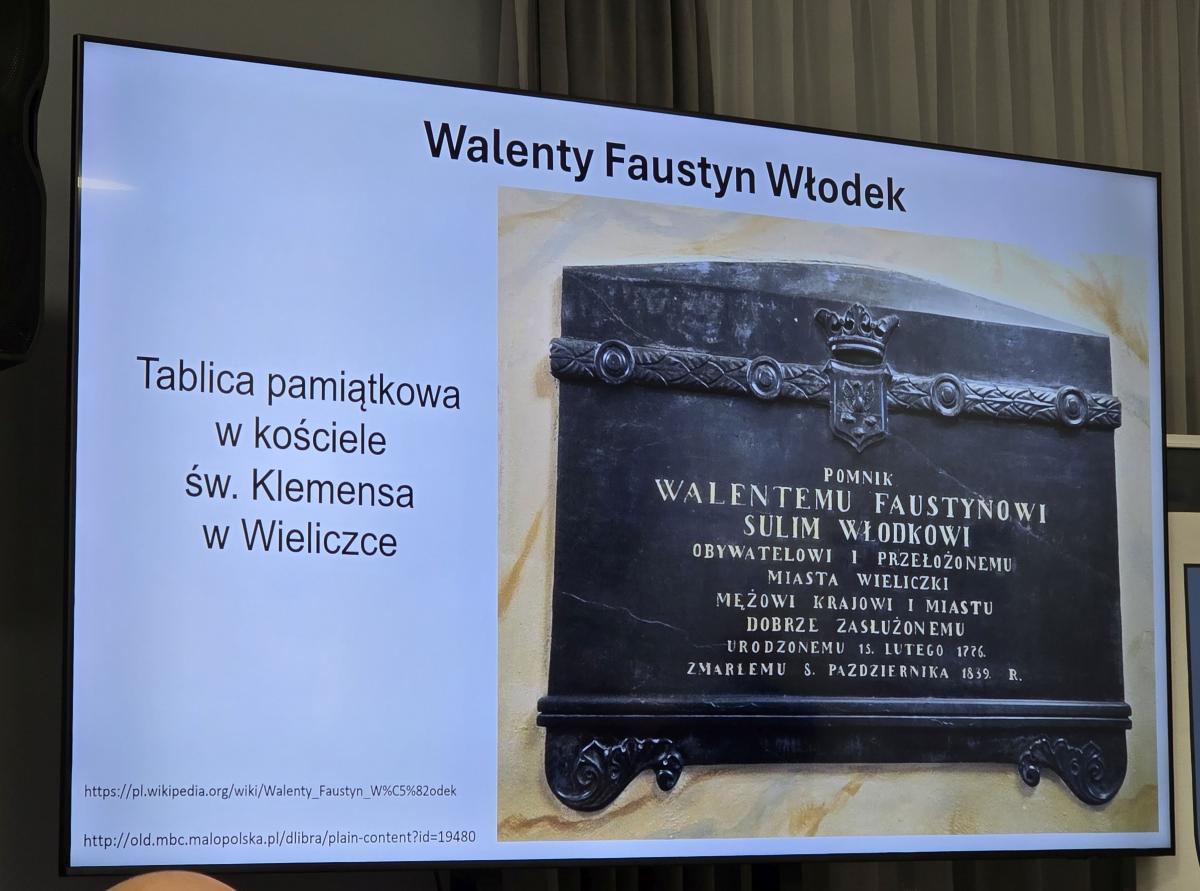 Walenty Faustyn Włodek
Tablica pamiątkowa
w kościele
św. Klemensa
w Wieliczce
POMNIK
WALENTEMU FAUSTYNOWI
SULIM WŁODKOWI
OBYWATELOWI I PRZEŁOŻONEMU
MIASTA WIELICZKI
MĘŻOWI KRAJOWI I MIASTU
DOBRZE ZASŁUŻONEMU
URODZONEMU 15. LUTEGO 1776.
ZMARŁEMU 8. PAZDZIERNIKA 1839. R.
https://pl.wikipedia.org/wiki/Walenty_Faustyn_W%C5%82odek
http://old.mbc.malopolska.pl/dlibra/plain-content?id=19480